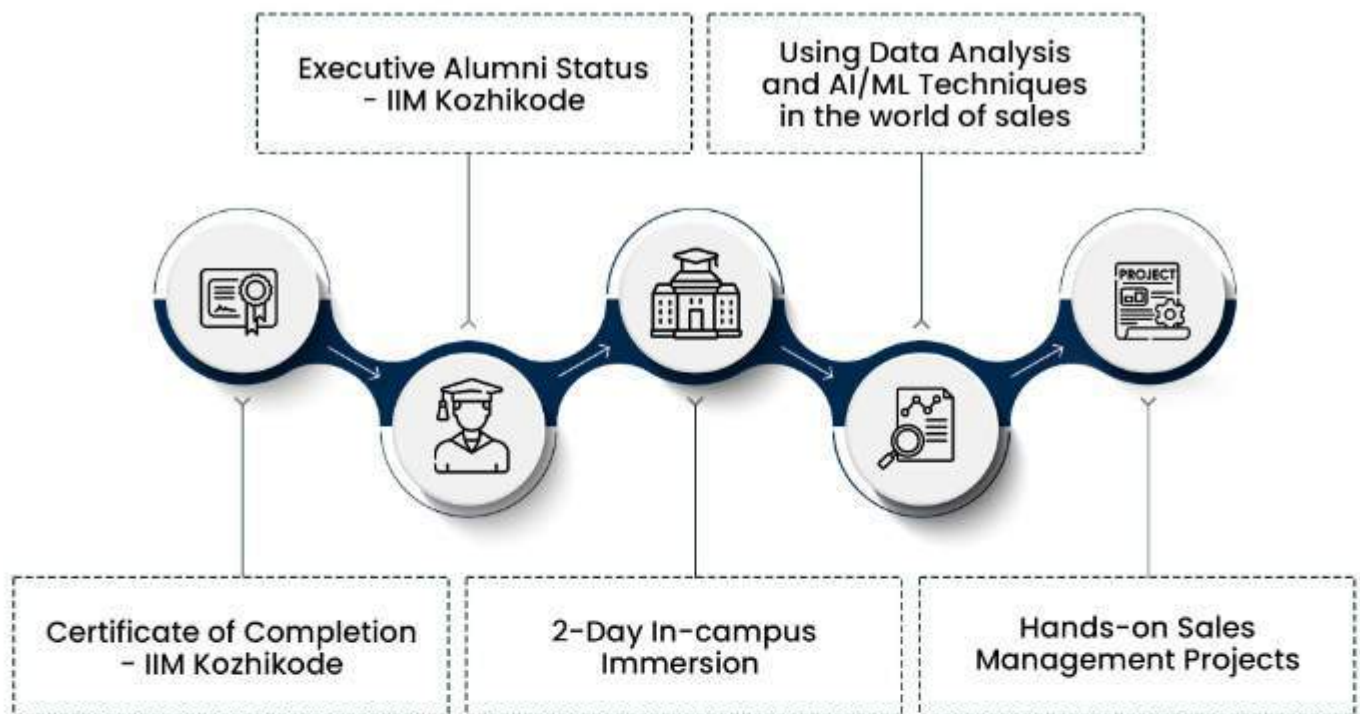 Executive Alumni Status
- IIM Kozhikode
Using Data Analysis
and AI/ML Techniques
in the world of sales
PROJECT
Certificate of Completion
- IIM Kozhikode
2-Day In-campus
Immersion
Hands-on Sales
Management Projects